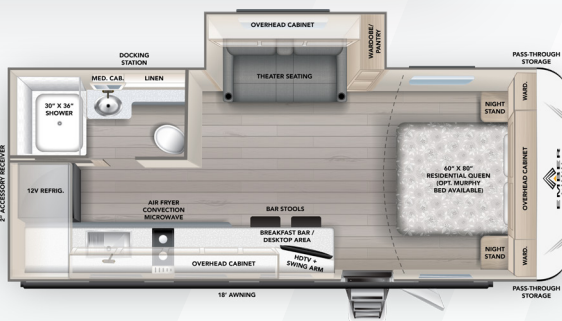 OVERHEAD CABINET
WARDROBE/
PANTRY
DOCKING
STATION
PASS-THROUGH
STORAGE
MED. CAB.
LINEN
THEATER SEATING
WARD.
30" X 36"
SHOWER
NIGHT
STAND
2" ACCESSORY RECEIVER
12V REFRIG.
60" X 80"
RESIDENTIAL QUEEN
(OPT. MURPHY
BED AVAILABLE)
OVERHEAD CABINET
EMBER
AIR FRYER
CONVECTION
MICROWAVE
BAR STOOLS
BREAKFAST BAR /
DESKTOP AREA
HDTV +
SWING ARM
NIGHT
STAND
WARD.
OVERHEAD CABINET
18' AWNING
PASS-THROUGH
STORAGE